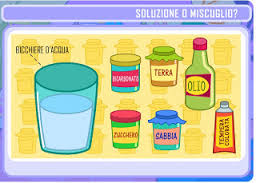 SOLUZIONE O MISCUGLIO?
BICCHIERE D'ACQUA
BICARBONATO
TERRA
OLIO
ZUCCHERO
SABBIA
TEMPERA
COLORATA